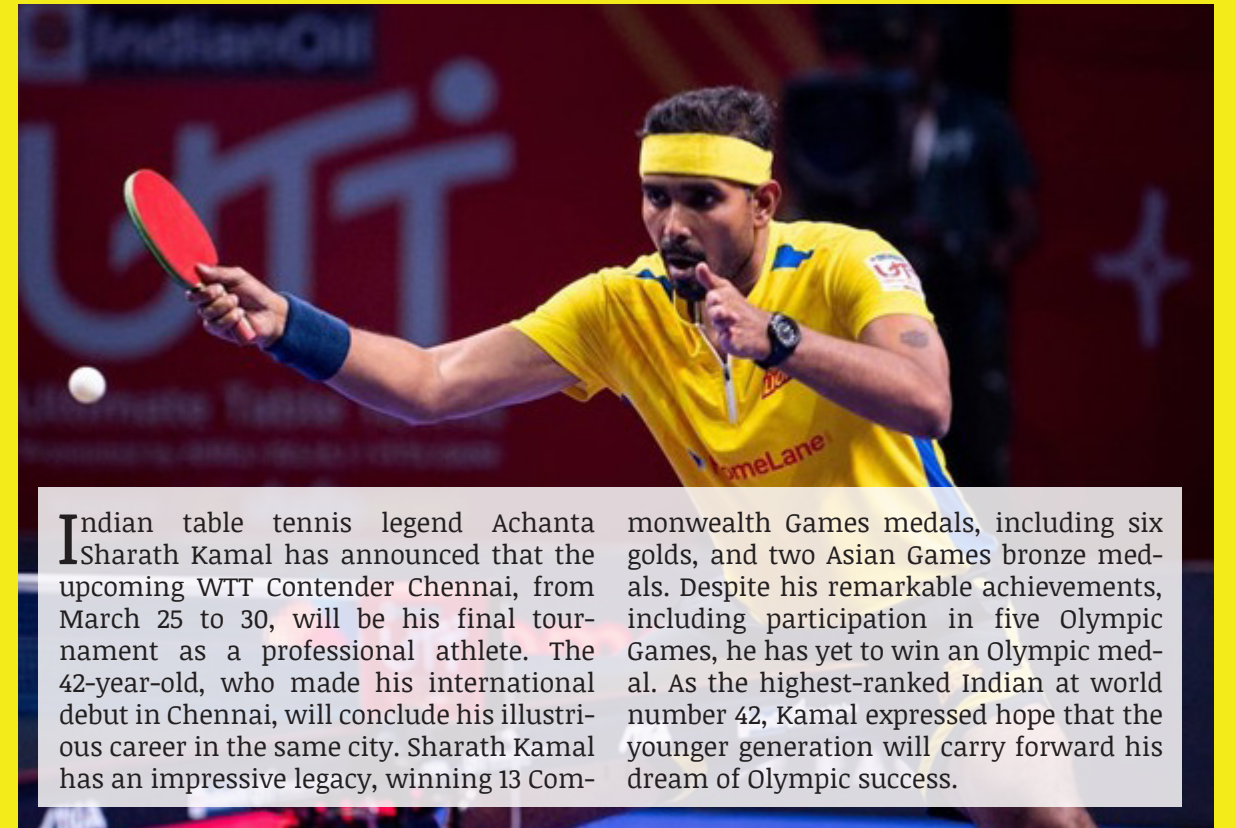 IndianOil
UTT
Ultimate Table
UTT
HomeLane
Indian table tennis legend Achanta
Sharath Kamal has announced that the
upcoming WTT Contender Chennai, from
March 25 to 30, will be his final tour-
nament as a professional athlete. The
42-year-old, who made his international
debut in Chennai, will conclude his illustri-
ous career in the same city. Sharath Kamal
has an impressive legacy, winning 13 Com-
monwealth Games medals, including six
golds, and two Asian Games bronze med-
als. Despite his remarkable achievements,
including participation in five Olympic
Games, he has yet to win an Olympic med-
al. As the highest-ranked Indian at world
number 42, Kamal expressed hope that the
younger generation will carry forward his
dream of Olympic success.